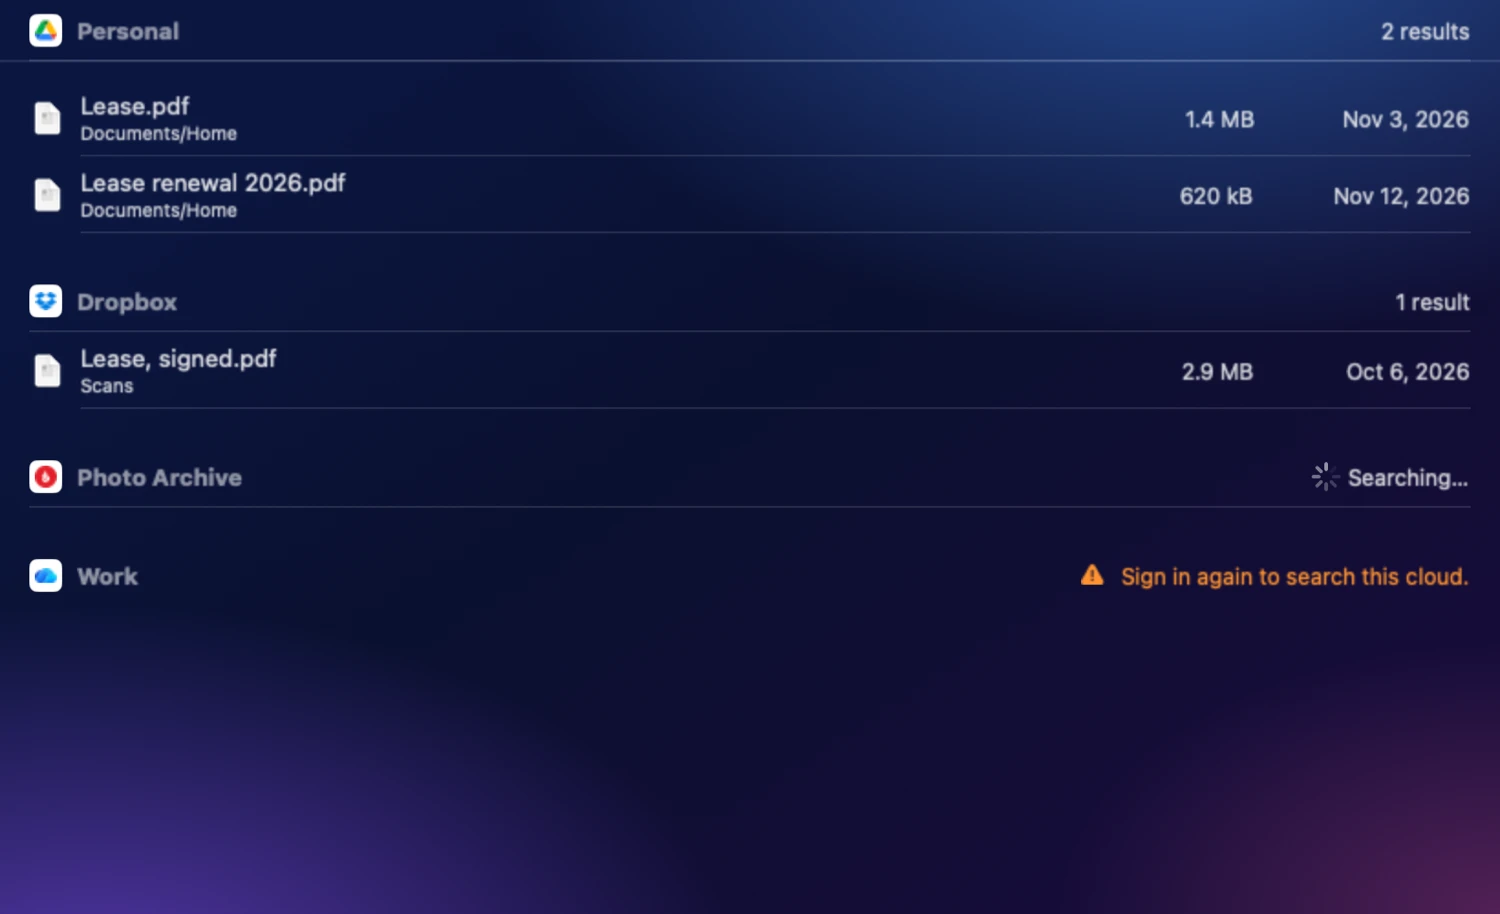 Personal
2 results
Lease.pdf
Documents/Home
1.4 MB
Nov 3, 2026
Lease renewal 2026.pdf
Documents/Home
620 kB
Nov 12, 2026
Dropbox
1 result
Lease, signed.pdf
Scans
2.9 MB
Oct 6, 2026
Photo Archive
Searching...
Work
Sign in again to search this cloud.